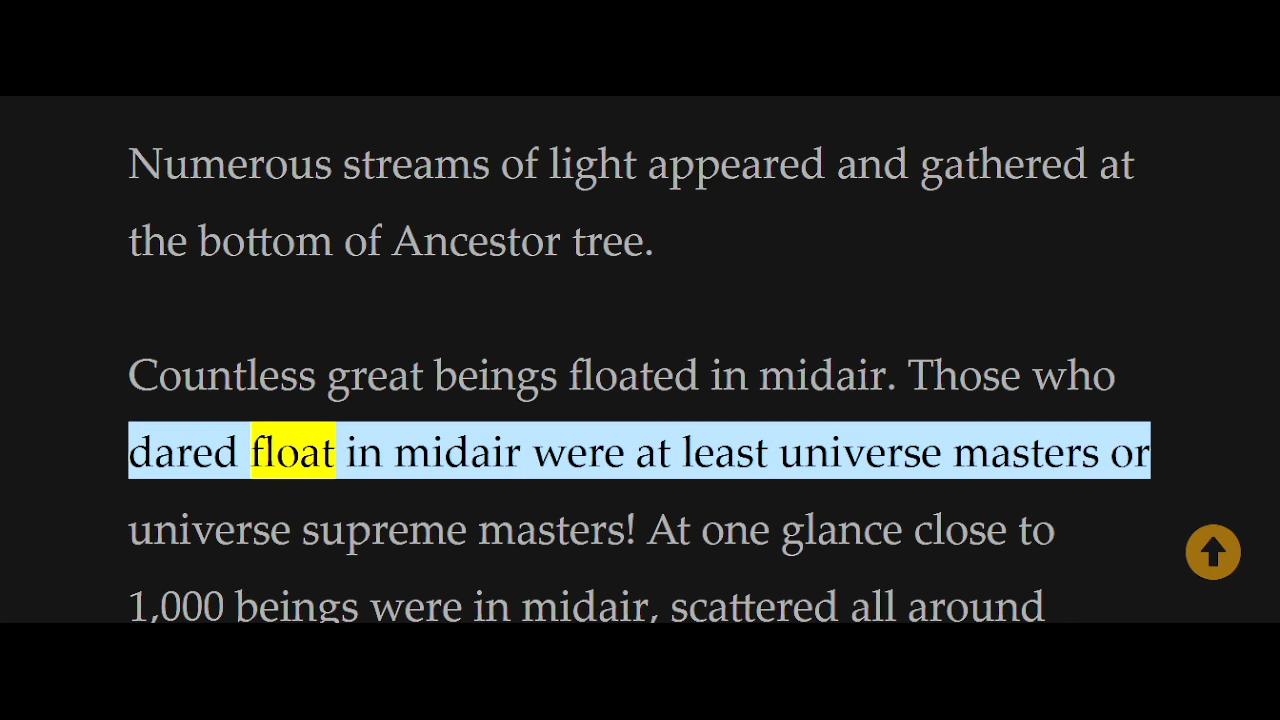 Numerous streams of light appeared and gathered at
the bottom of Ancestor tree.
Countless great beings floated in midair. Those who
dared float in midair were at least universe masters or
universe supreme masters! At one glance close to
1,000 beings were in midair, scattered all around